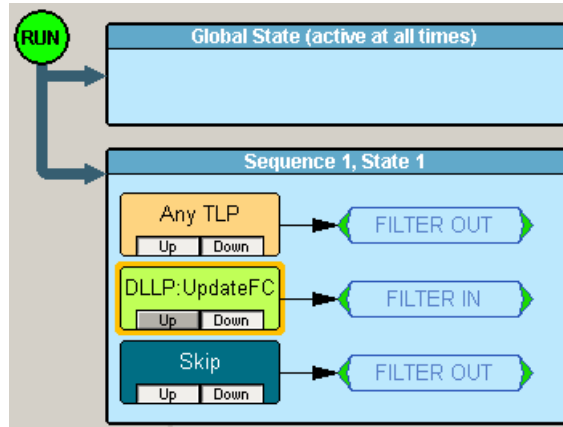 RUN
Global State (active at all times)
Sequence 1, State 1
Any TLP
Up Down
FILTER OUT
DLLP:UpdateFC
Up Down
FILTER IN
Skip
Up Down
FILTER OUT